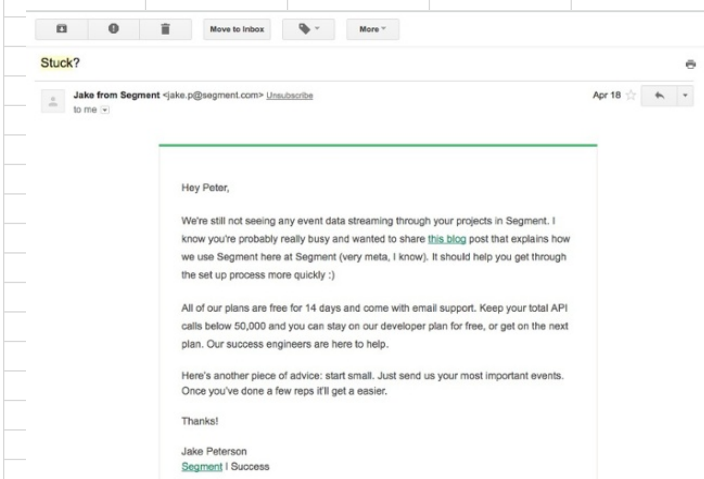 Move to Inbox More
Stuck?
Jake from Segment <jake.p@segment.com> Unsubscribe Apr 18
to me
Hey Peter,
We're still not seeing any event data streaming through your projects in Segment. I
know you're probably really busy and wanted to share this blog post that explains how
we use Segment here at Segment (very meta, I know). It should help you get through
the set up process more quickly :)
All of our plans are free for 14 days and come with email support. Keep your total API
calls below 50,000 and you can stay on our developer plan for free, or get on the next
plan. Our success engineers are here to help.
Here's another piece of advice: start small. Just send us your most important events.
Once you've done a few reps it'll get a easier.
Thanks!
Jake Peterson
Segment | Success